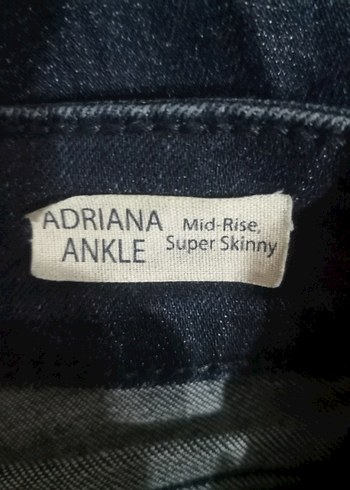 ADRIANA
ANKLE
Mid-Rise,
Super Skinny